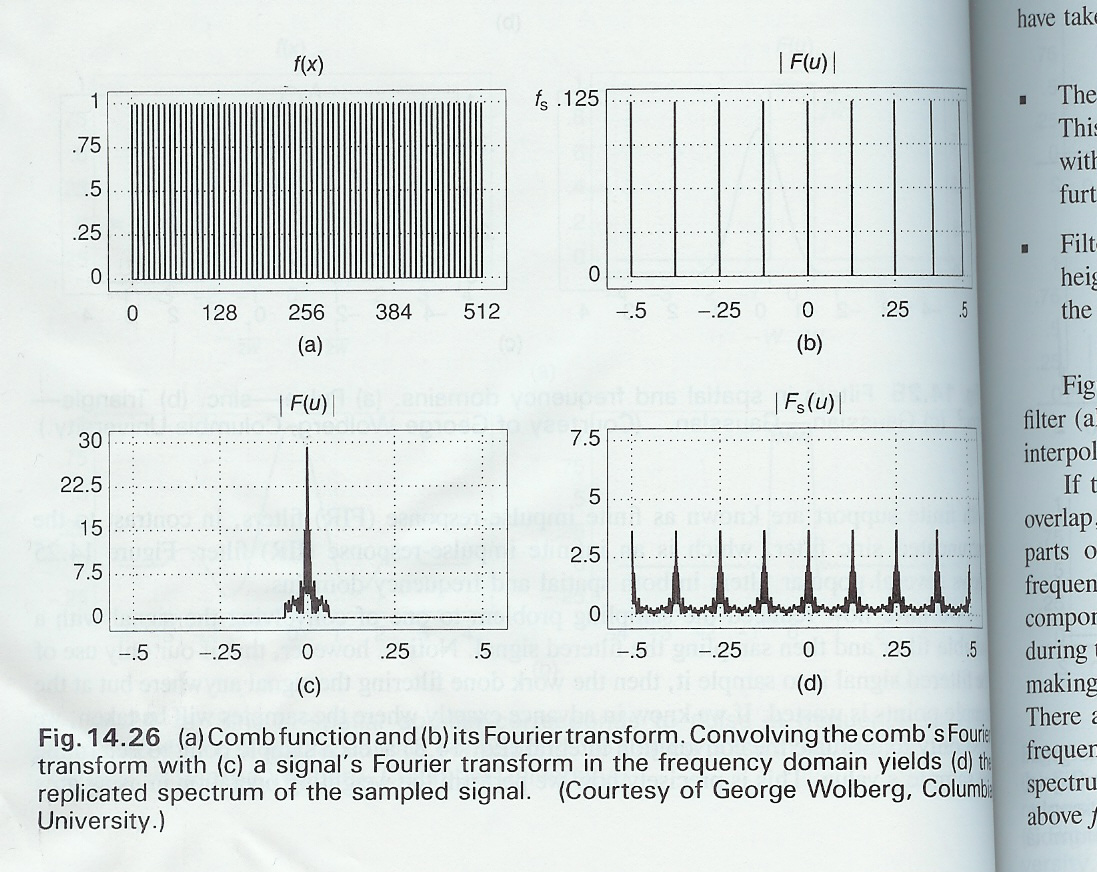 f(x)
1
.75
.5
.25
0
0 128 256 384 512
(a)
| F(u) |
fs .125
0
–.5 –.25 0 .25 .5
(b)
| F(u) |
30
22.5
15
7.5
0
–.5 –.25 0 .25 .5
(c)
| Fs(u) |
7.5
5
2.5
0
–.5 –.25 0 .25 .5
(d)
Fig. 14.26 (a) Comb function and (b) its Fourier transform. Convolving the comb's Fourie
transform with (c) a signal's Fourier transform in the frequency domain yields (d) th
replicated spectrum of the sampled signal. (Courtesy of George Wolberg, Columb
University.)
have take
▪ The
This
with
furt
▪ Filt
heig
the
Fig
filter (a
interpol
If t
overlap,
parts o
frequen
compor
during t
making
There a
frequen
spectru
above f